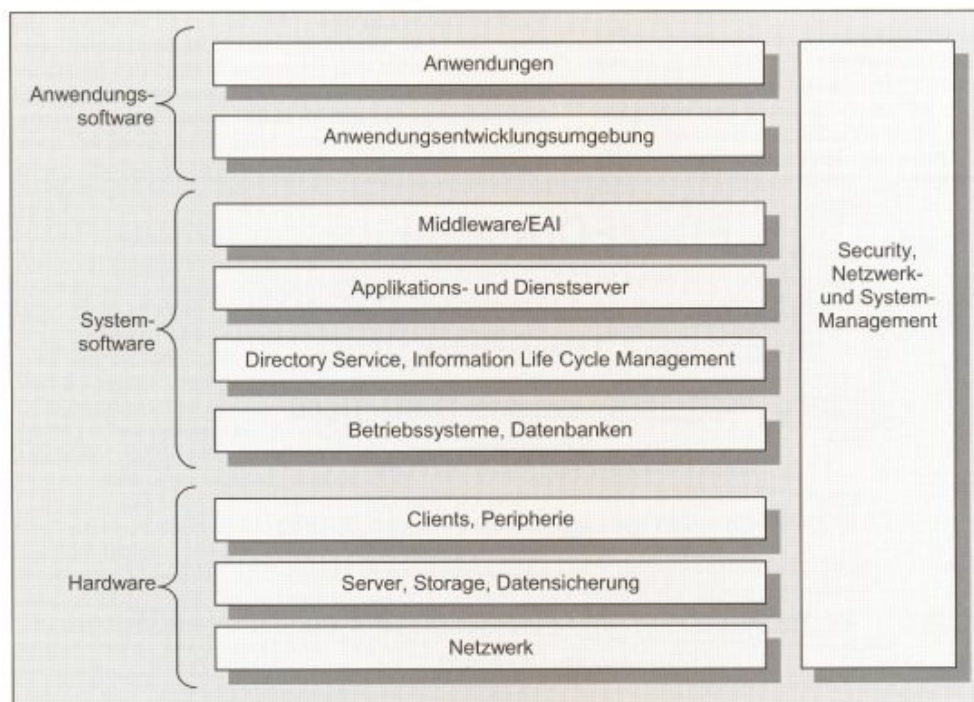 Anwendungs-
software
Anwendungen
Anwendungsentwicklungsumgebung
System-
software
Middleware/EAI
Applikations- und Dienstserver
Directory Service, Information Life Cycle Management
Betriebssysteme, Datenbanken
Hardware
Clients, Peripherie
Server, Storage, Datensicherung
Netzwerk
Security,
Netzwerk-
und System-
Management